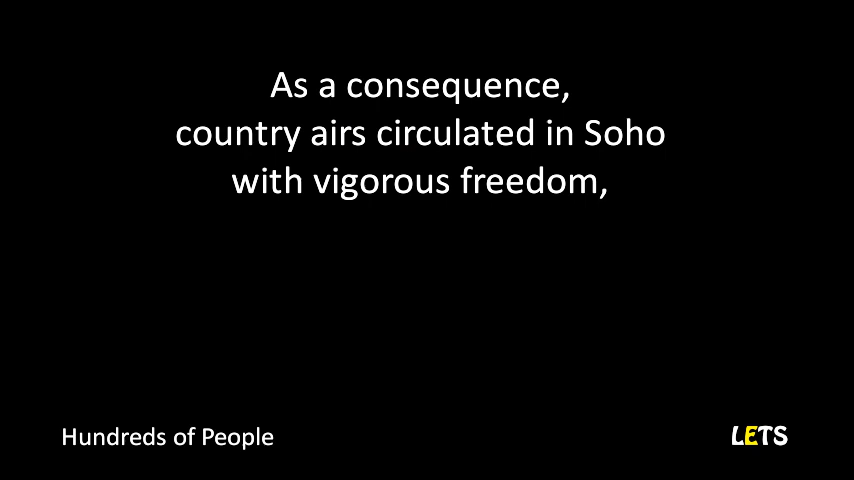 As a consequence,
country airs circulated in Soho
with vigorous freedom,
Hundreds of People
LETS